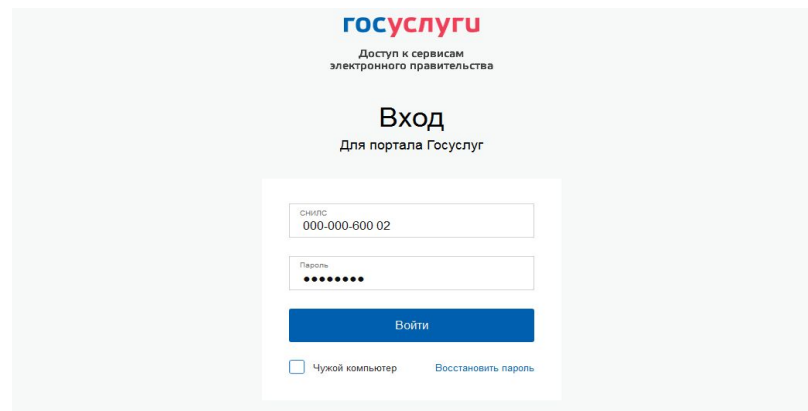 госуслуги
Доступ к сервисам
электронного правительства
Вход
Для портала Госуслуг
СНИЛС
000-000-600 02
Пароль
••••••••
Войти
Чужой компьютер Восстановить пароль